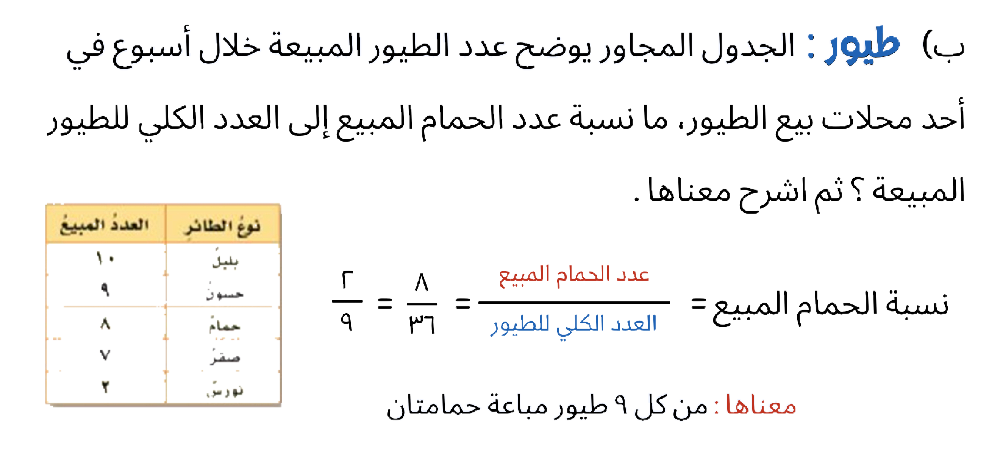 ب) طيور : الجدول المجاور يوضح عدد الطيور المبيعة خلال أسبوع في
أحد محلات بيع الطيور، ما نسبة عدد الحمام المبيع إلى العدد الكلي للطيور
المبيعة ؟ ثم اشرح معناها .
نسبة الحمام المبيع = عدد الحمام المبيع / العدد الكلي للطيور = ٨ / ٣٦ = ٢ / ٩
معناها : من كل ٩ طيور مباعة حمامتان
نوعُ الطائرِ العددُ المبيعُ
بلبلٌ ١٠
حسونٌ ٩
حمامٌ ٨
صقرٌ ٧
نورسٌ ٢